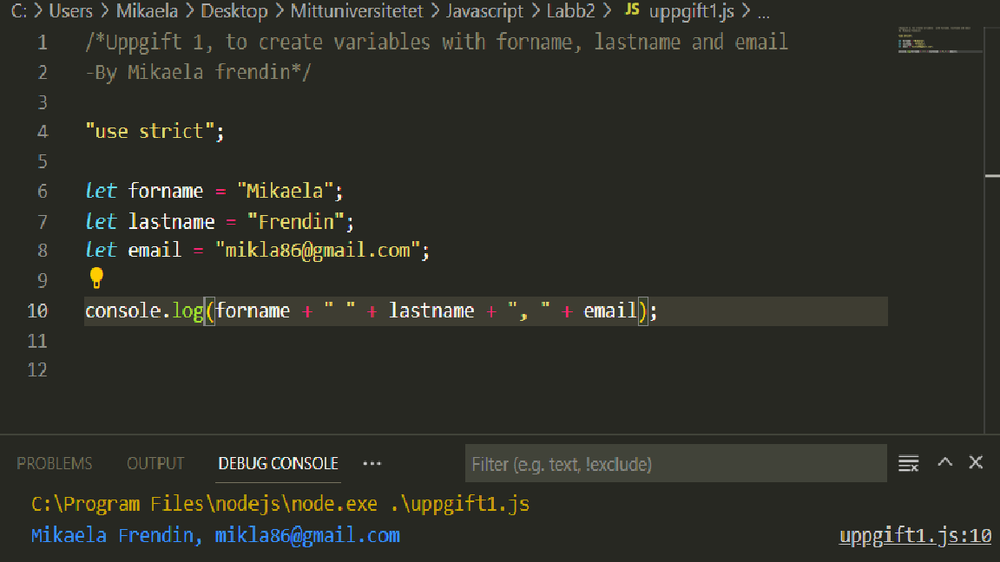 C: > Users > Mikaela > Desktop > Mittuniversitetet > Javascript > Labb2 > JS uppgift1.js > ...
1 /*Uppgift 1, to create variables with forname, lastname and email
2 -By Mikaela frendin*/
3
4 "use strict";
5
6 let forname = "Mikaela";
7 let lastname = "Frendin";
8 let email = "mikla86@gmail.com";
9
10 console.log(forname + " " + lastname + ", " + email);
11
12
PROBLEMS OUTPUT DEBUG CONSOLE ... Filter (e.g. text, !exclude)
C:\Program Files\nodejs\node.exe .\uppgift1.js
Mikaela Frendin, mikla86@gmail.com uppgift1.js:10